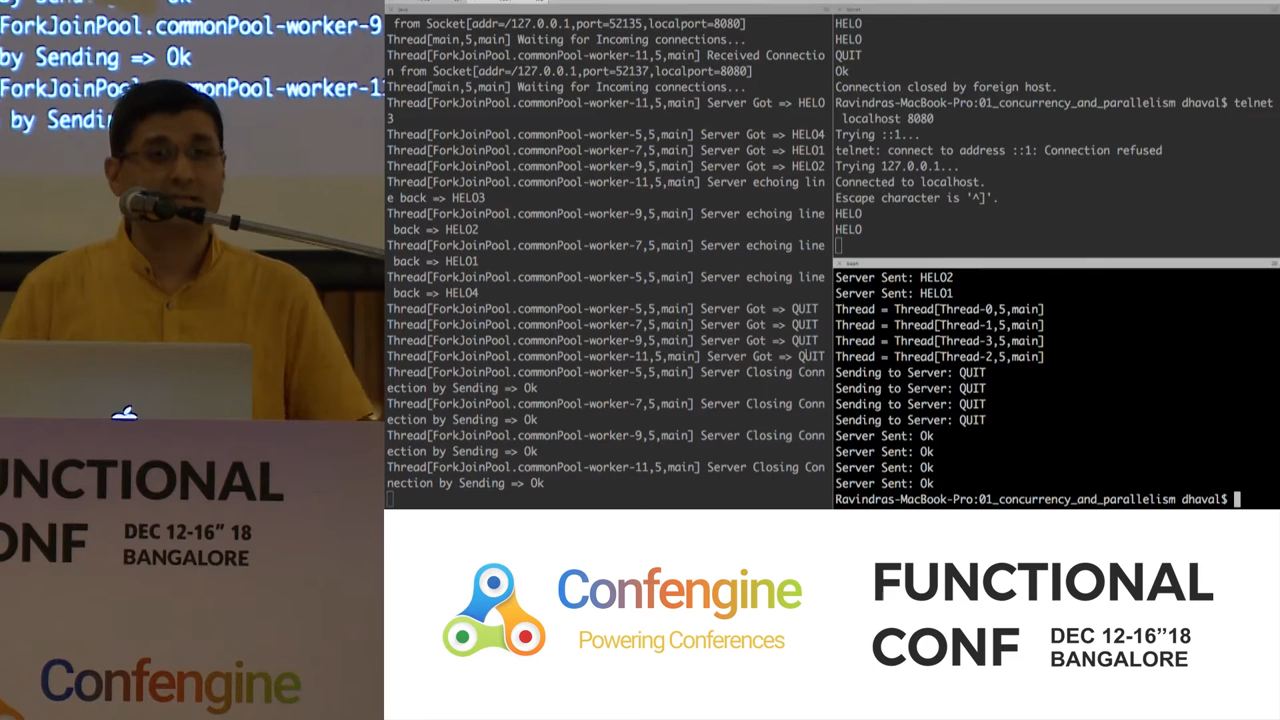 ForkJoinPool.commonPool-worker-9
by Sending => Ok
ForkJoinPool.commonPool-worker-11
by Sending
FUNCTIONAL
CONF DEC 12-16” 18
BANGALORE
Confengine
java
from Socket[addr=/127.0.0.1,port=52135,localport=8080]
Thread[main,5,main] Waiting for Incoming connections...
Thread[ForkJoinPool.commonPool-worker-11,5,main] Received Connectio
n from Socket[addr=/127.0.0.1,port=52137,localport=8080]
Thread[main,5,main] Waiting for Incoming connections...
Thread[ForkJoinPool.commonPool-worker-11,5,main] Server Got => HELO
3
Thread[ForkJoinPool.commonPool-worker-5,5,main] Server Got => HELO4
Thread[ForkJoinPool.commonPool-worker-7,5,main] Server Got => HELO1
Thread[ForkJoinPool.commonPool-worker-9,5,main] Server Got => HELO2
Thread[ForkJoinPool.commonPool-worker-11,5,main] Server echoing lin
e back => HELO3
Thread[ForkJoinPool.commonPool-worker-9,5,main] Server echoing line
back => HELO2
Thread[ForkJoinPool.commonPool-worker-7,5,main] Server echoing line
back => HELO1
Thread[ForkJoinPool.commonPool-worker-5,5,main] Server echoing line
back => HELO4
Thread[ForkJoinPool.commonPool-worker-5,5,main] Server Got => QUIT
Thread[ForkJoinPool.commonPool-worker-7,5,main] Server Got => QUIT
Thread[ForkJoinPool.commonPool-worker-9,5,main] Server Got => QUIT
Thread[ForkJoinPool.commonPool-worker-11,5,main] Server Got => QUIT
Thread[ForkJoinPool.commonPool-worker-5,5,main] Server Closing Conn
ection by Sending => Ok
Thread[ForkJoinPool.commonPool-worker-7,5,main] Server Closing Conn
ection by Sending => Ok
Thread[ForkJoinPool.commonPool-worker-9,5,main] Server Closing Conn
ection by Sending => Ok
Thread[ForkJoinPool.commonPool-worker-11,5,main] Server Closing Con
nection by Sending => Ok
HELO
HELO
QUIT
Ok
Connection closed by foreign host.
Ravindras-MacBook-Pro:01_concurrency_and_parallelism dhaval$ telnet
localhost 8080
Trying ::1...
telnet: connect to address ::1: Connection refused
Trying 127.0.0.1...
Connected to localhost.
Escape character is '^]'.
HELO
HELO
bash
Server Sent: HELO2
Server Sent: HELO1
Thread = Thread[Thread-0,5,main]
Thread = Thread[Thread-1,5,main]
Thread = Thread[Thread-3,5,main]
Thread = Thread[Thread-2,5,main]
Sending to Server: QUIT
Sending to Server: QUIT
Sending to Server: QUIT
Sending to Server: QUIT
Server Sent: Ok
Server Sent: Ok
Server Sent: Ok
Server Sent: Ok
Ravindras-MacBook-Pro:01_concurrency_and_parallelism dhaval$
Confengine
Powering Conferences
FUNCTIONAL
CONF DEC 12-16”18
BANGALORE